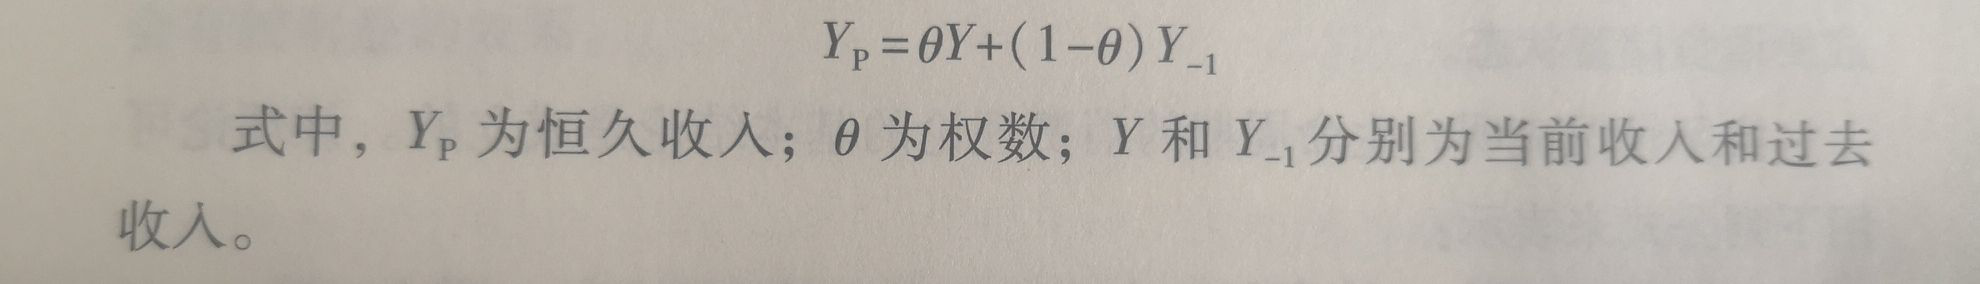 Y_P=θY+(1-θ)Y_{-1}
式中，Y_P 为恒久收入；θ 为权数；Y 和 Y_{-1}分别为当前收入和过去
收入。